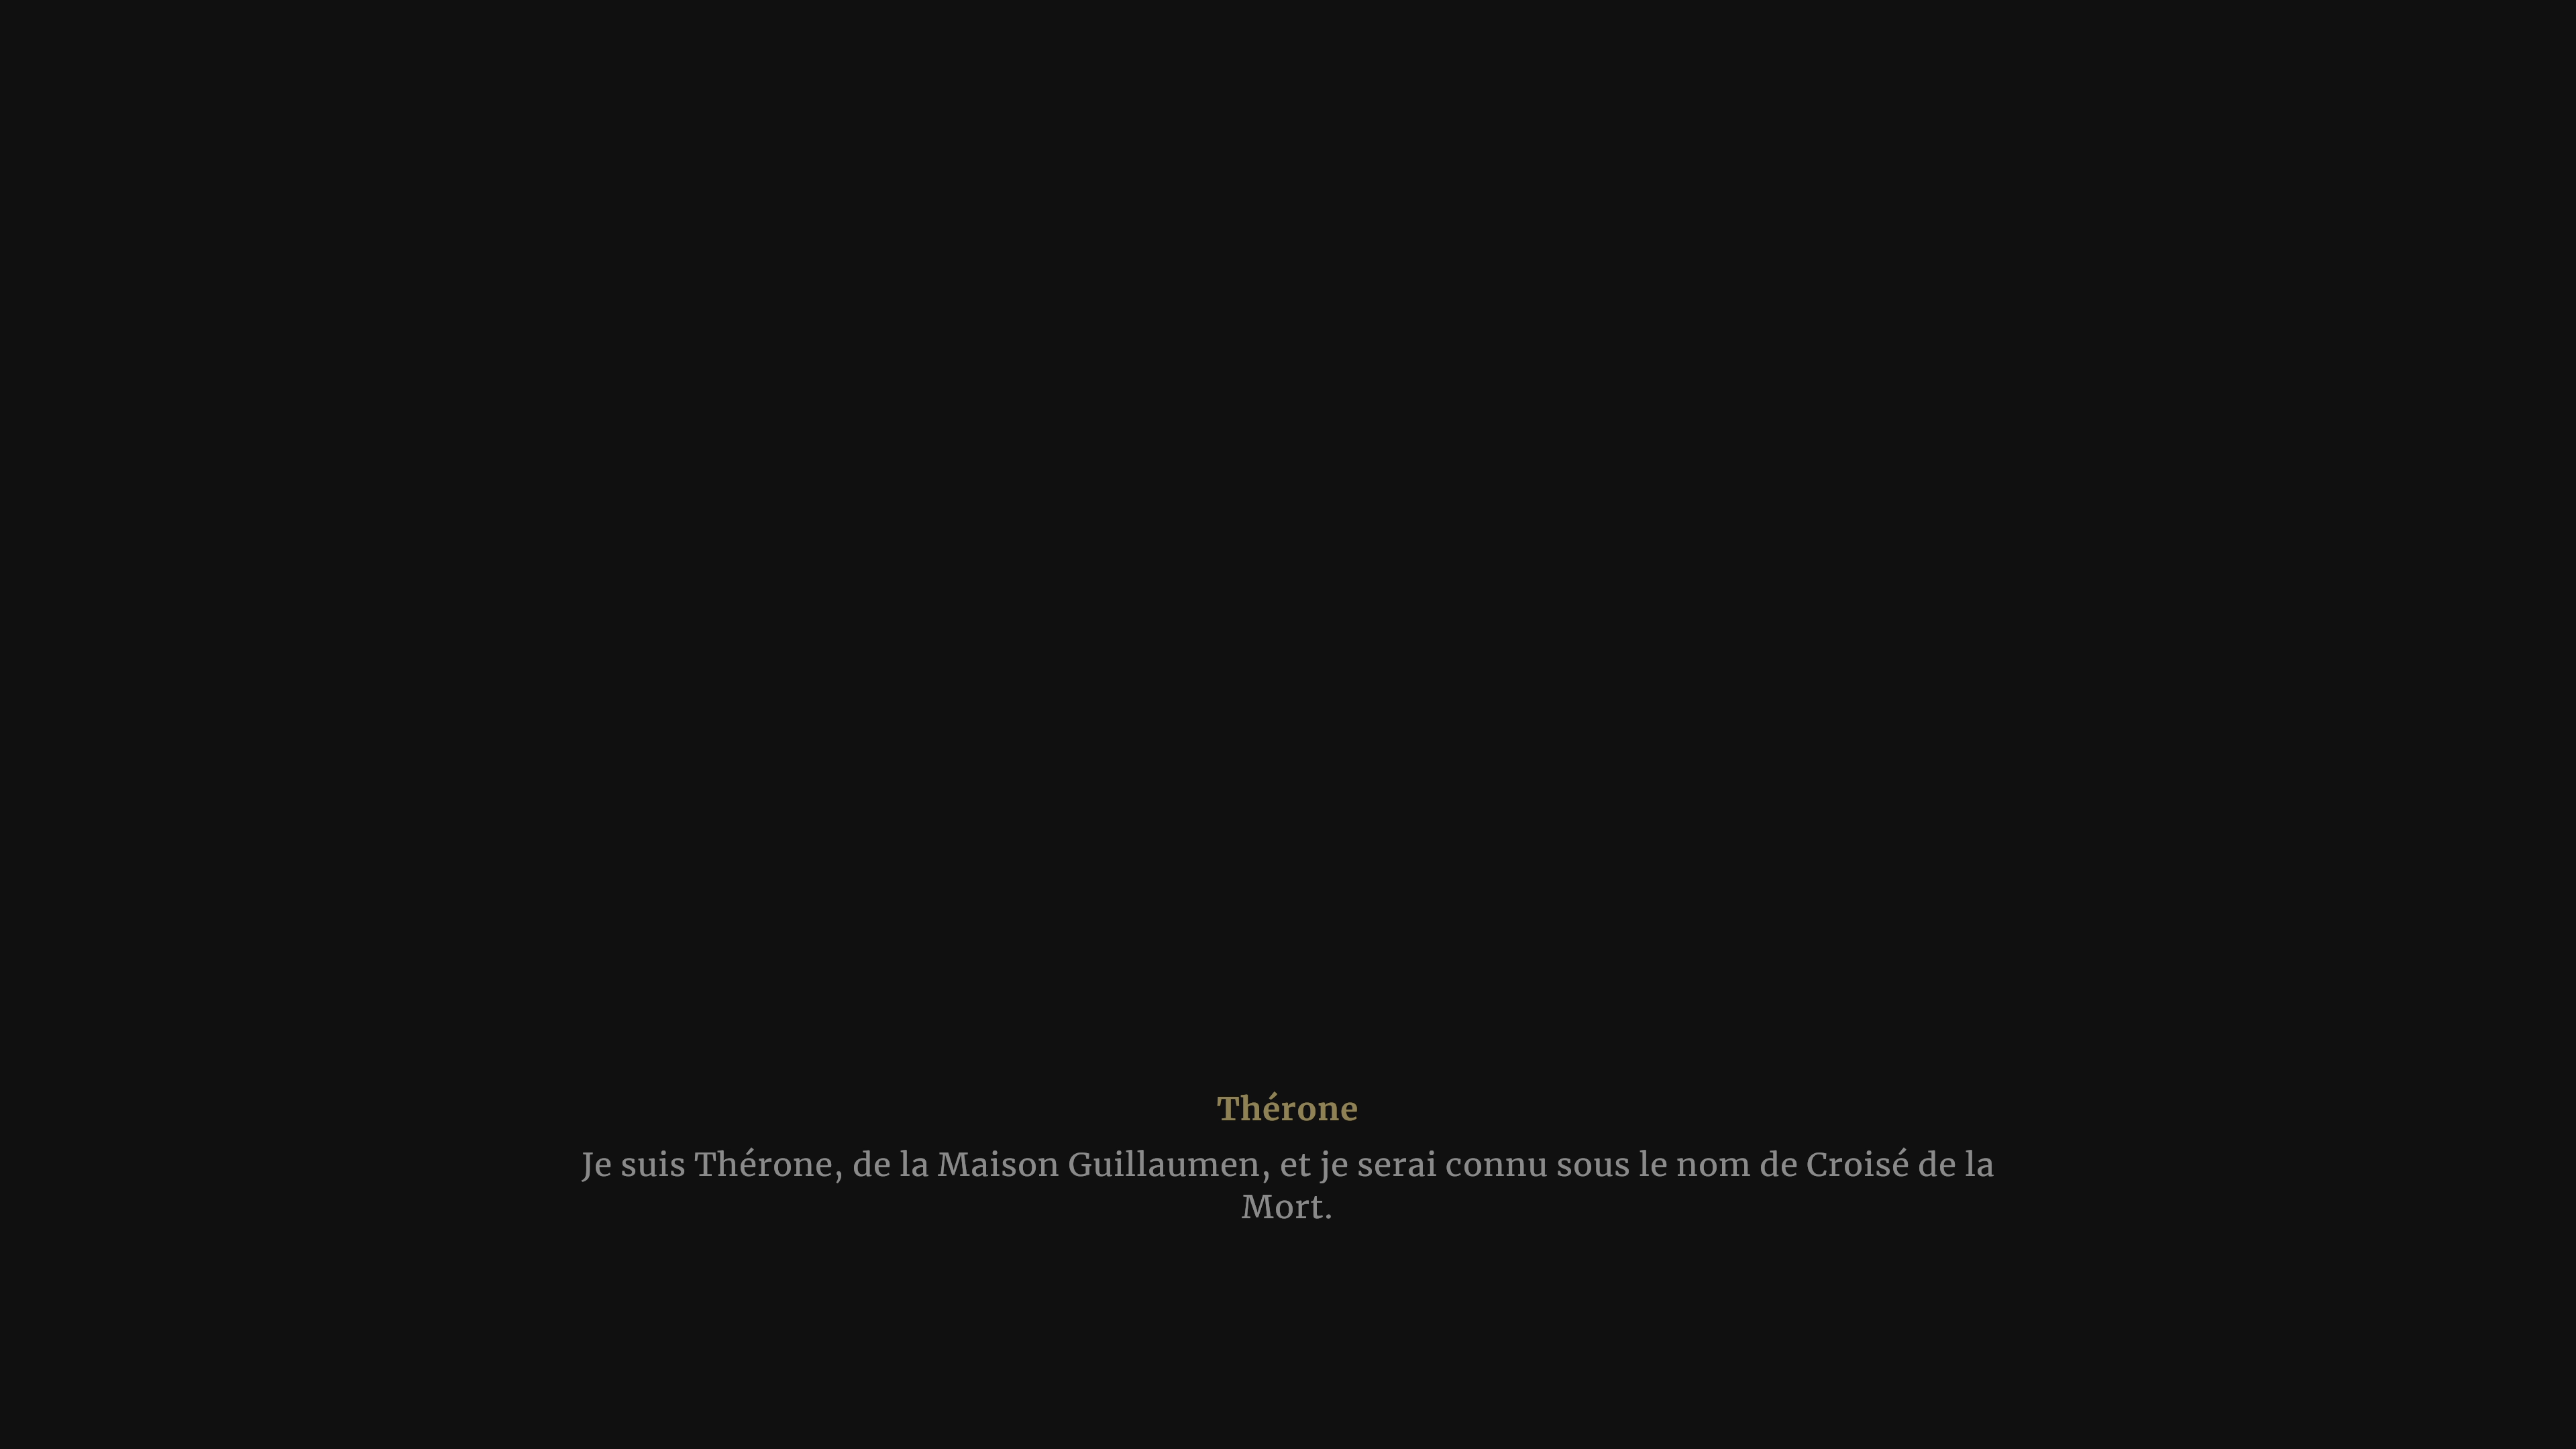 Thérone
Je suis Thérone, de la Maison Guillaumen, et je serai connu sous le nom de Croisé de la
Mort.